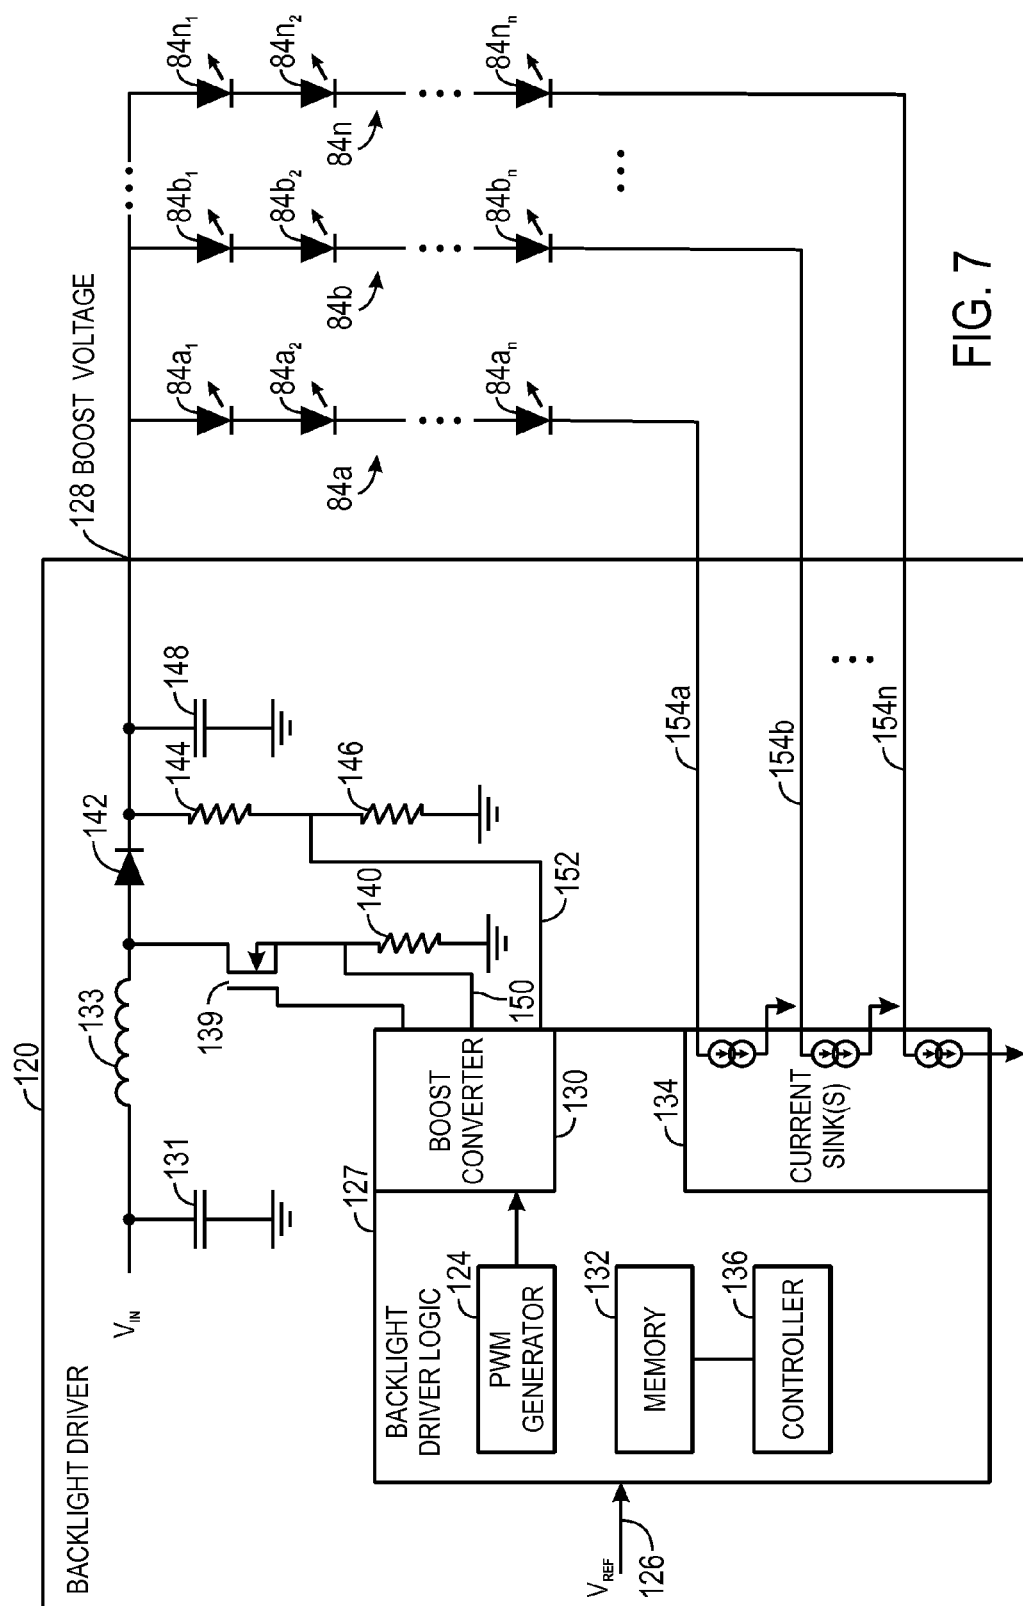 BACKLIGHT DRIVER
120
V_IN
131
133
139
142
140
144
146
148
128 BOOST VOLTAGE
150
152
84a₁
84a₂
84aₙ
84a
84b₁
84b₂
84bₙ
84b
84n₁
84n₂
84nₙ
84n
127
BACKLIGHT
DRIVER LOGIC
124
PWM
GENERATOR
BOOST
CONVERTER
130
132
MEMORY
136
CONTROLLER
134
CURRENT
SINK(S)
154a
154b
154n
V_REF
126
FIG. 7